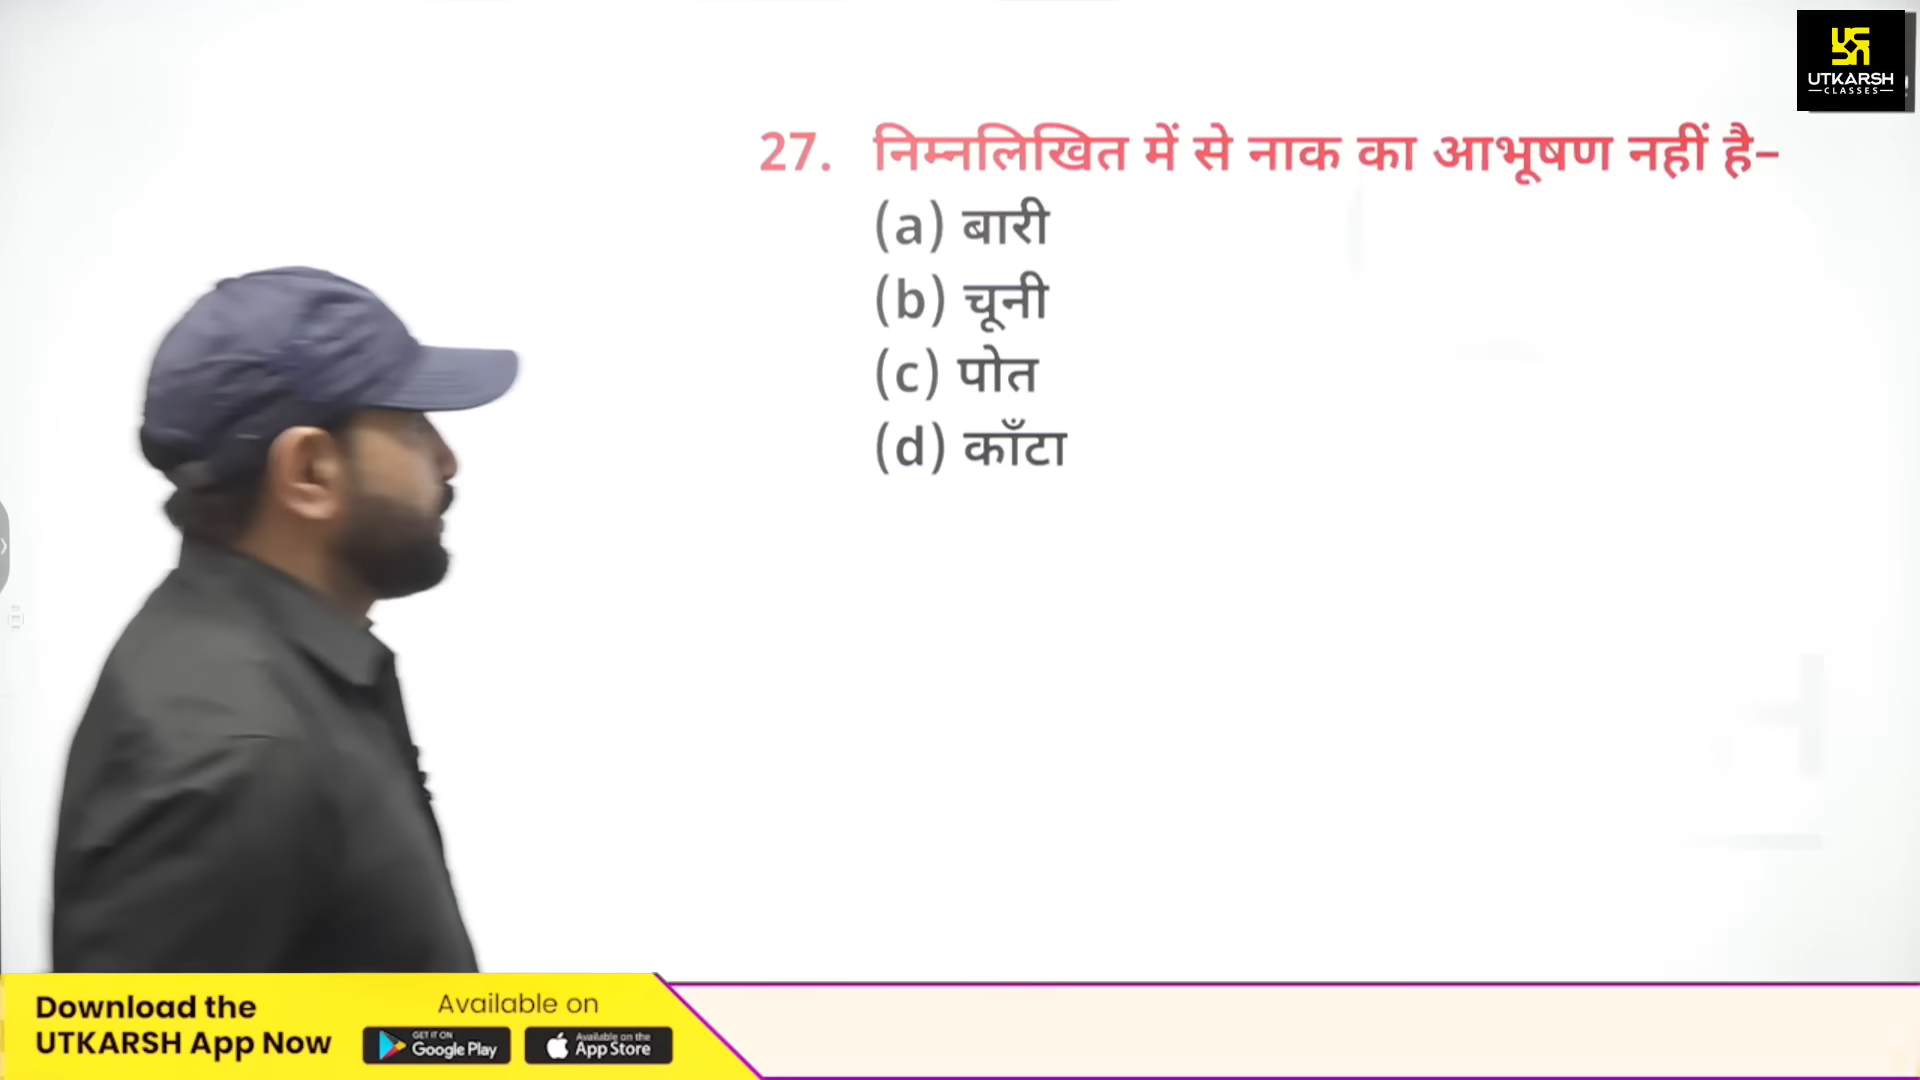 UTKARSH
CLASSES
27. निम्नलिखित में से नाक का आभूषण नहीं है–
(a) बारी
(b) चूनी
(c) पोत
(d) काँटा
Download the
UTKARSH App Now
Available on
GET IT ON
Google Play
Available on the
App Store